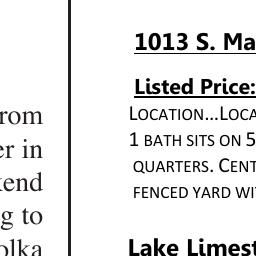 rom
er in
kend
g to
olka
1013 S. Ma
Listed Price:
LOCATION...LOCA
1 BATH SITS ON 5
QUARTERS. CENT
FENCED YARD WI
Lake Limest